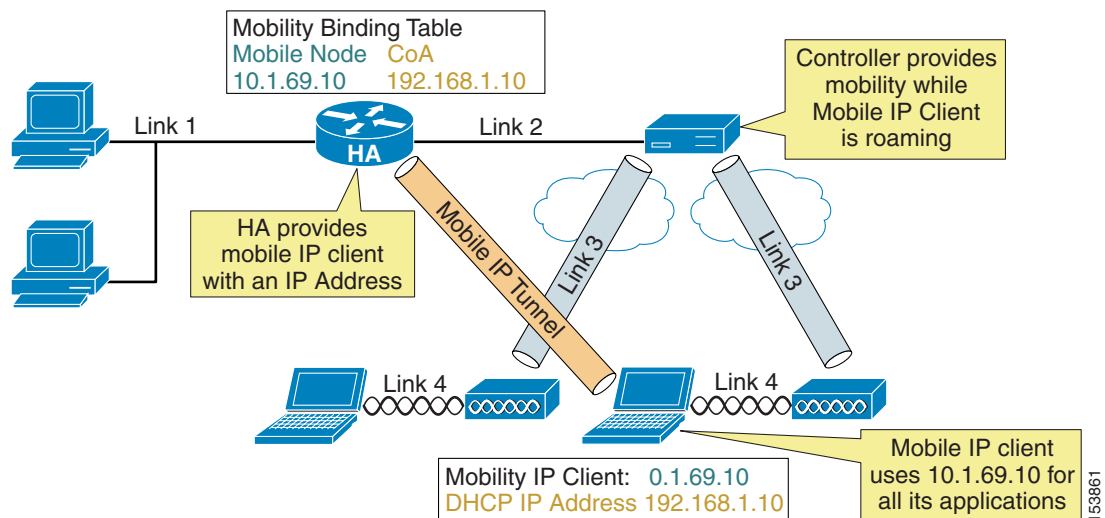 Mobility Binding Table
Mobile Node CoA
10.1.69.10 192.168.1.10
Controller provides
mobility while
Mobile IP Client
is roaming
Link 1
Link 2
HA
HA provides
mobile IP client
with an IP Address
Mobile IP Tunnel
Link 3
Link 3
Link 4
Link 4
Mobility IP Client: 0.1.69.10
DHCP IP Address 192.168.1.10
Mobile IP client
uses 10.1.69.10 for
all its applications
153861